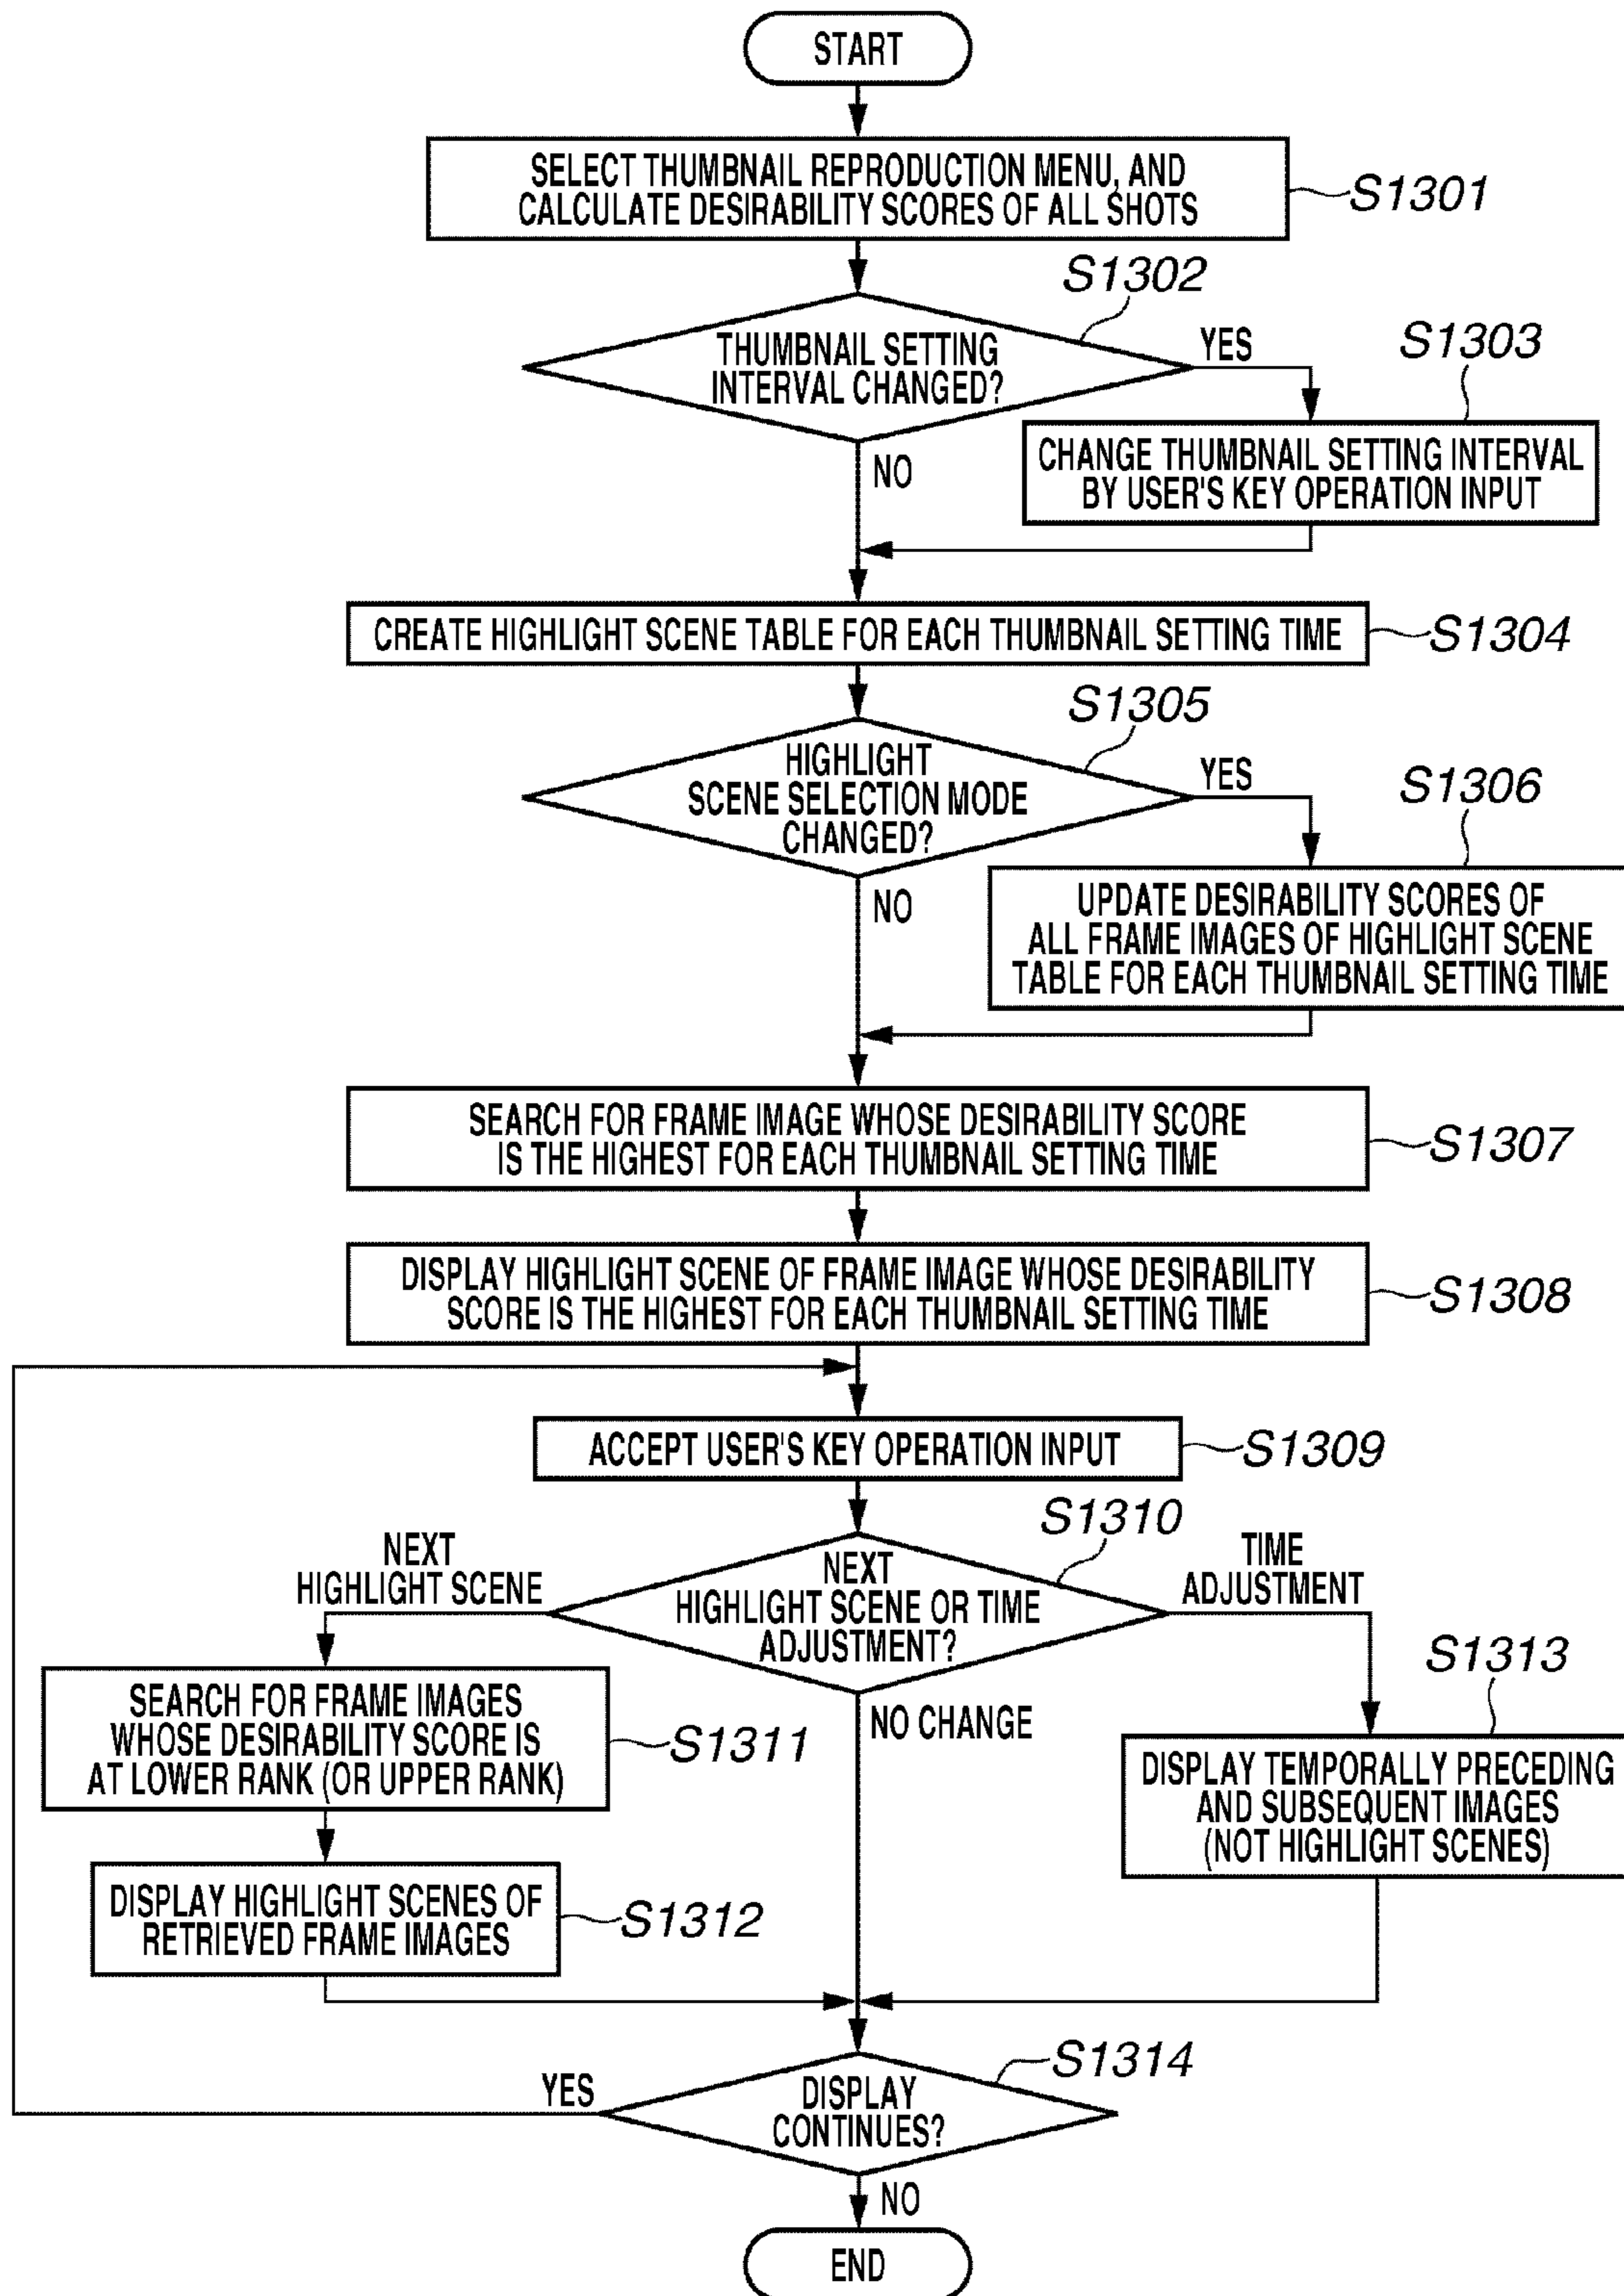 START
SELECT THUMBNAIL REPRODUCTION MENU, AND
CALCULATE DESIRABILITY SCORES OF ALL SHOTS
S1301
S1302
THUMBNAIL SETTING
INTERVAL CHANGED?
YES
S1303
NO
CHANGE THUMBNAIL SETTING INTERVAL
BY USER'S KEY OPERATION INPUT
CREATE HIGHLIGHT SCENE TABLE FOR EACH THUMBNAIL SETTING TIME
S1304
S1305
HIGHLIGHT
SCENE SELECTION MODE
CHANGED?
YES
S1306
NO
UPDATE DESIRABILITY SCORES OF
ALL FRAME IMAGES OF HIGHLIGHT SCENE
TABLE FOR EACH THUMBNAIL SETTING TIME
SEARCH FOR FRAME IMAGE WHOSE DESIRABILITY SCORE
IS THE HIGHEST FOR EACH THUMBNAIL SETTING TIME
S1307
DISPLAY HIGHLIGHT SCENE OF FRAME IMAGE WHOSE DESIRABILITY
SCORE IS THE HIGHEST FOR EACH THUMBNAIL SETTING TIME
S1308
ACCEPT USER'S KEY OPERATION INPUT
S1309
S1310
NEXT
HIGHLIGHT SCENE
NEXT
HIGHLIGHT SCENE OR TIME
ADJUSTMENT?
TIME
ADJUSTMENT
S1313
SEARCH FOR FRAME IMAGES
WHOSE DESIRABILITY SCORE IS
AT LOWER RANK (OR UPPER RANK)
S1311
NO CHANGE
DISPLAY TEMPORALLY PRECEDING
AND SUBSEQUENT IMAGES
(NOT HIGHLIGHT SCENES)
DISPLAY HIGHLIGHT SCENES OF
RETRIEVED FRAME IMAGES
S1312
S1314
YES
DISPLAY
CONTINUES?
NO
END